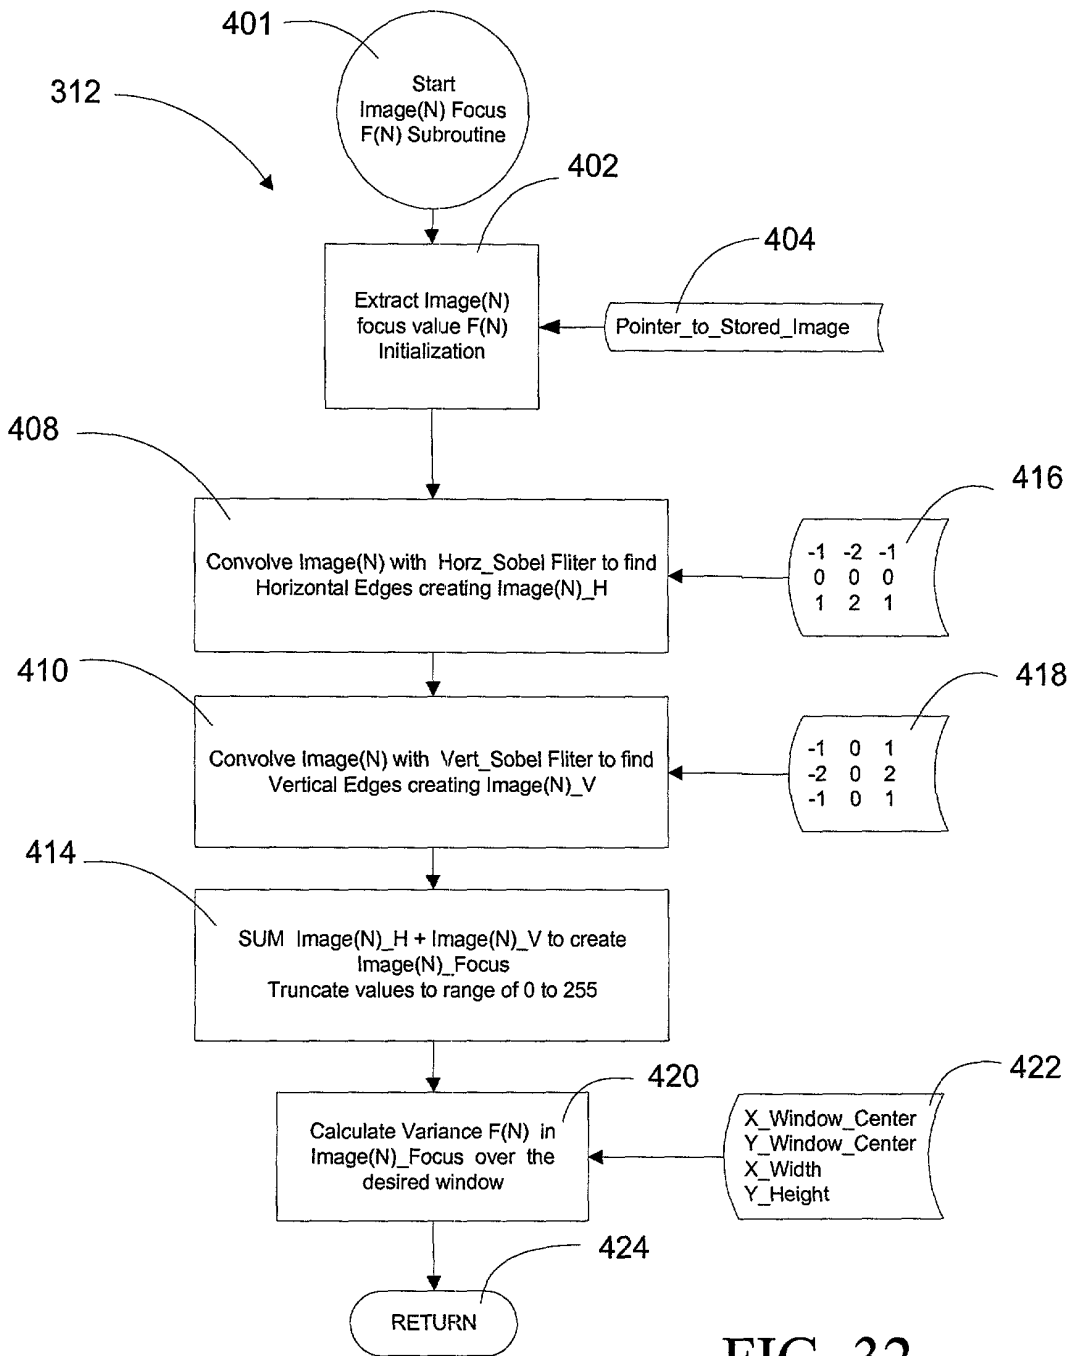 401
Start
Image(N) Focus
F(N) Subroutine
312
402
Extract Image(N)
focus value F(N)
Initialization
404
Pointer_to_Stored_Image
408
Convolve Image(N) with Horz_Sobel Fliter to find
Horizontal Edges creating Image(N)_H
416
-1 -2 -1
0 0 0
1 2 1
410
Convolve Image(N) with Vert_Sobel Fliter to find
Vertical Edges creating Image(N)_V
418
-1 0 1
-2 0 2
-1 0 1
414
SUM Image(N)_H + Image(N)_V to create
Image(N)_Focus
Truncate values to range of 0 to 255
420
Calculate Variance F(N) in
Image(N)_Focus over the
desired window
422
X_Window_Center
Y_Window_Center
X_Width
Y_Height
424
RETURN
FIG. 32